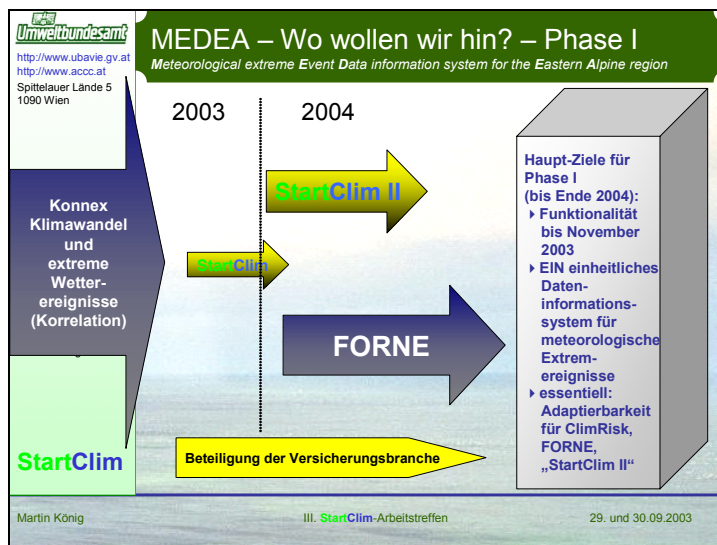 Umweltbundesamt
http://www.ubavie.gv.at
http://www.accc.at
Spittelauer Lände 5
1090 Wien
MEDEA – Wo wollen wir hin? – Phase I
Meteorological extreme Event Data information system for the Eastern Alpine region
2003
2004
Konnex
Klimawandel
und
extreme
Wetter-
ereignisse
(Korrelation)
StartClim
StartClim II
StartClim
FORNE
Beteiligung der Versicherungsbranche
Haupt-Ziele für
Phase I
(bis Ende 2004):
Funktionalität
bis November
2003
EIN einheitliches
Daten-
informations-
system für
meteorologische
Extrem-
ereignisse
essentiell:
Adaptierbarkeit
für ClimRisk,
FORNE,
„StartClim II“
Martin König
III. StartClim-Arbeitstreffen
29. und 30.09.2003